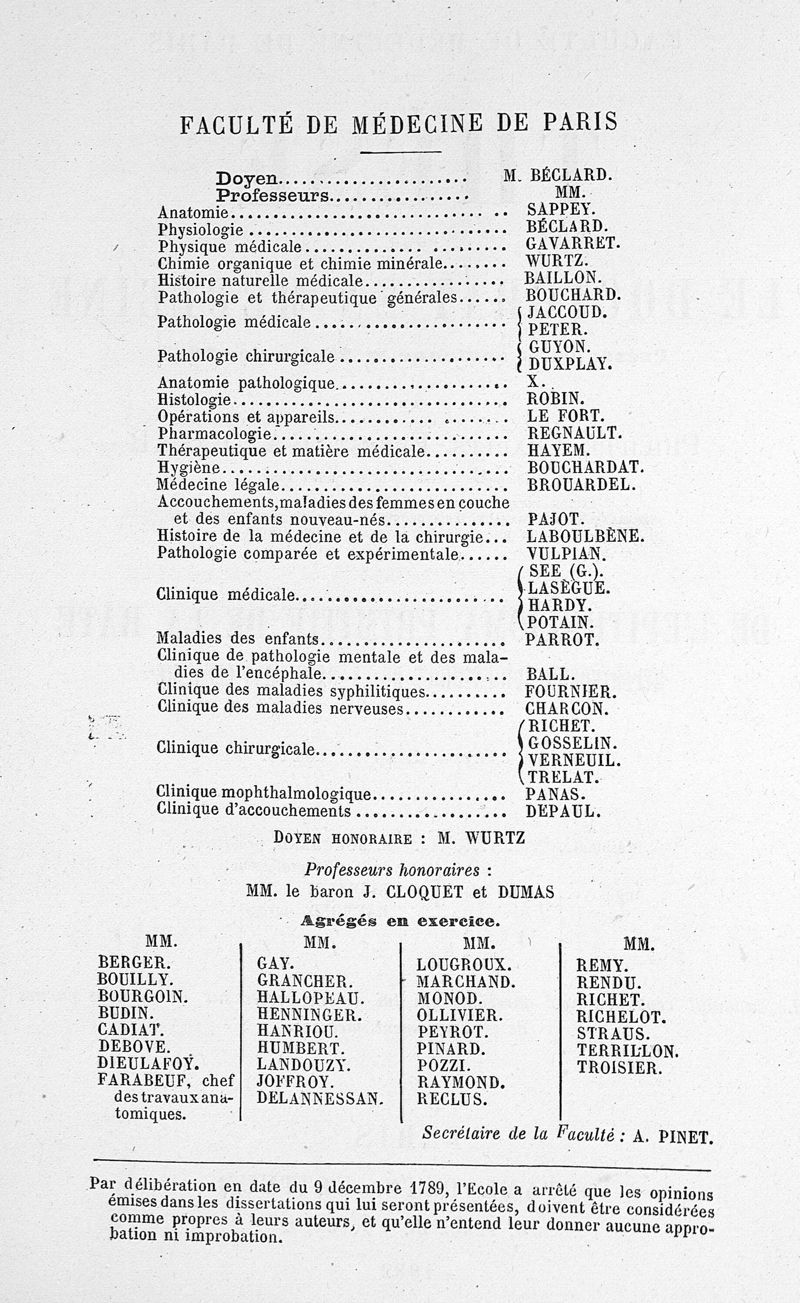 FACULTÉ DE MÉDECINE DE PARIS
Doyen........................ M. BÉCLARD.
Professeurs.................. MM.
Anatomie................................ SAPPEY.
Physiologie ............................... BÉCLARD.
Physique médicale........................ GAVARRET.
Chimie organique et chimie minérale........ WURTZ.
Histoire naturelle médicale................. BAILLON.
Pathologie et thérapeutique générales...... BOUCHARD.
Pathologie médicale ....................... { JACCOUD.
PETER.
Pathologie chirurgicale .................... { GUYON.
DUXPLAY.
Anatomie pathologique..................... X.
Histologie................................. ROBIN.
Opérations et appareils.................... LE FORT.
Pharmacologie............................ REGNAULT.
Thérapeutique et matière médicale.......... HAYEM.
Hygiène................................... BOUCHARDAT.
Médecine légale........................... BROUARDEL.
Accouchements, maladies des femmes en couche
et des enfants nouveau-nés............... PAJOT.
Histoire de la médecine et de la chirurgie... LABOULBÈNE.
Pathologie comparée et expérimentale...... VULPIAN.
Clinique médicale......................... { SEE (G.).
LASÈGUE.
HARDY.
POTAIN.
Maladies des enfants...................... PARROT.
Clinique de pathologie mentale et des mala-
dies de l'encéphale...................... BALL.
Clinique des maladies syphilitiques.......... FOURNIER.
Clinique des maladies nerveuses............ CHARCON.
Clinique chirurgicale....................... { RICHET.
GOSSELIN.
VERNEUIL.
TRELAT.
Clinique mophthalmologique................ PANAS.
Clinique d'accouchements .................. DEPAUL.
DOYEN HONORAIRE : M. WURTZ
Professeurs honoraires :
MM. le baron J. CLOQUET et DUMAS
Agrégés en exercice.
MM.
BERGER.
BOUILLY.
BOURGOIN.
BUDIN.
CADIAT.
DEBOVE.
DIEULAFOY.
FARABEUF, chef
des travaux ana-
tomiques.
MM.
GAY.
GRANCHER.
HALLOPEAU.
HENNINGER.
HANRIOU.
HUMBERT.
LANDOUZY.
JOFFROY.
DELANNESSAN.
MM.
LOUGROUX.
MARCHAND.
MONOD.
OLLIVIER.
PEYROT.
PINARD.
POZZI.
RAYMOND.
RECLUS.
MM.
REMY.
RENDU.
RICHET.
RICHELOT.
STRAUS.
TERRILLON.
TROISIER.
Secrétaire de la Faculté : A. PINET.
Par délibération en date du 9 décembre 1789, l'Ecole a arrêté que les opinions
émises dans les dissertations qui lui seront présentées, doivent être considérées
comme propres à leurs auteurs, et qu'elle n'entend leur donner aucune appro-
bation ni improbation.